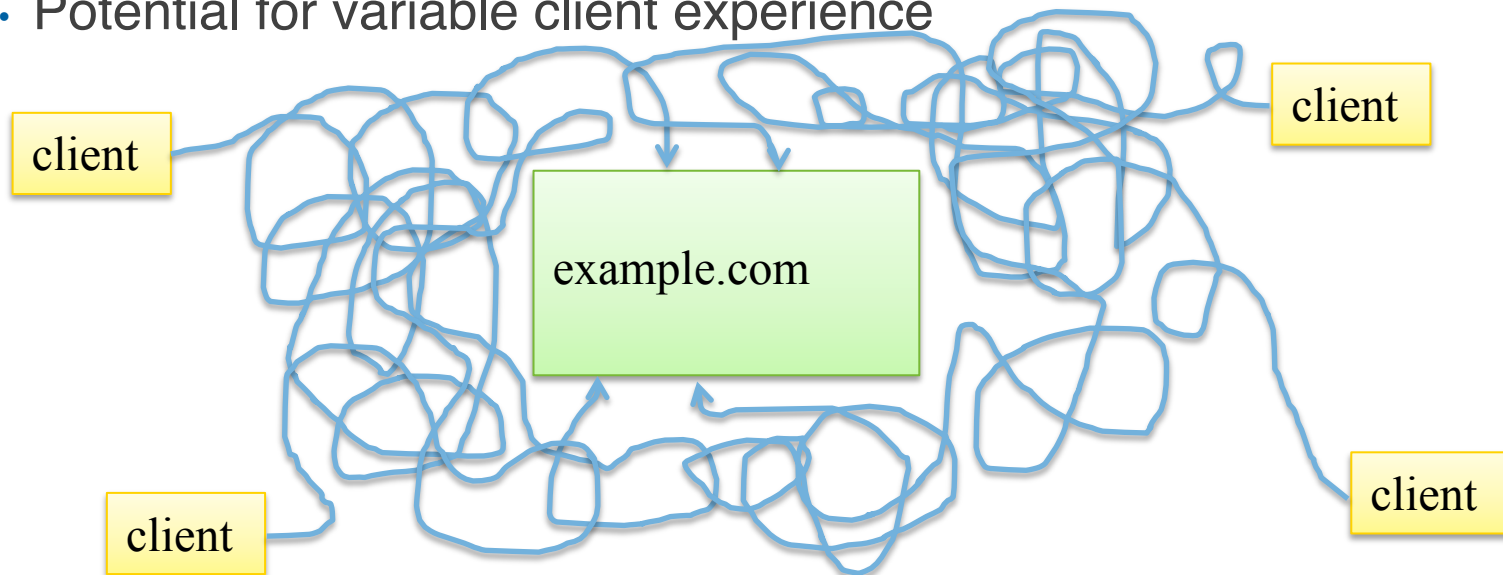 • Potential for variable client experience
client
client
example.com
client
client